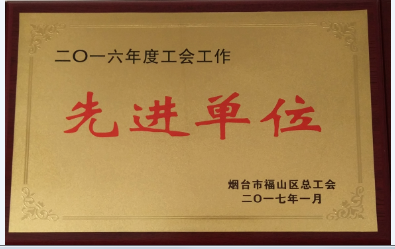 二〇一六年度工会工作
先进单位
烟台市福山区总工会
二〇一七年一月